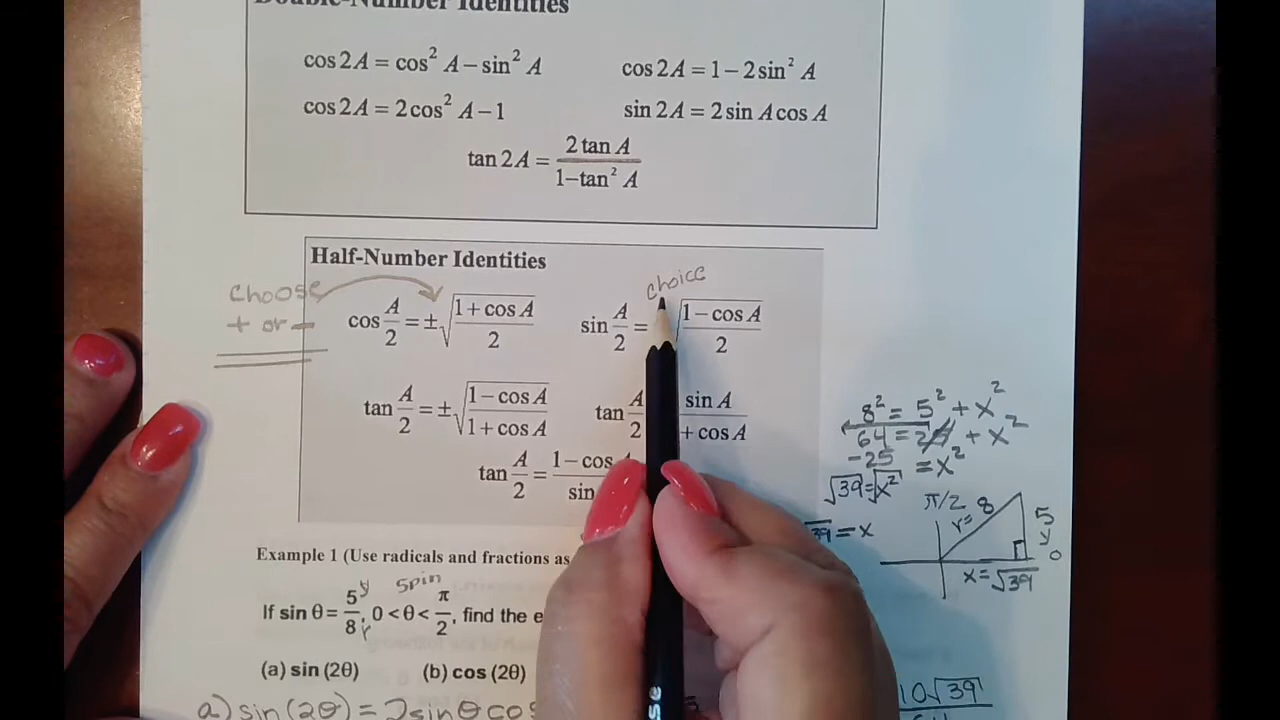 Double-Number Identities
cos 2A = cos² A – sin² A
cos 2A = 1 – 2 sin² A
cos 2A = 2 cos² A – 1
sin 2A = 2 sin A cos A
tan 2A = 2 tan A / 1–tan² A
Half-Number Identities
choice
Choose
+ or –
cos A/2 = ±√(1 + cos A / 2)
sin A/2 = √(1 – cos A / 2)
tan A/2 = ±√(1 – cos A / 1 + cos A)
tan A/2 sin A / + cos A
tan A/2 = 1 – cos / sin
8² = 5² + x²
64 = 25 + x²
-25 = x²
√39 = √x²
√39 = x
π/2
r = 8
5
y
0
x = √39
Example 1 (Use radicals and fractions as
y spin
If sin θ = 5/8, 0 < θ < π/2, find the e
r
(a) sin (2θ) (b) cos (2θ)
a) sin(2θ) = 2 sin θ cos
10√39
64